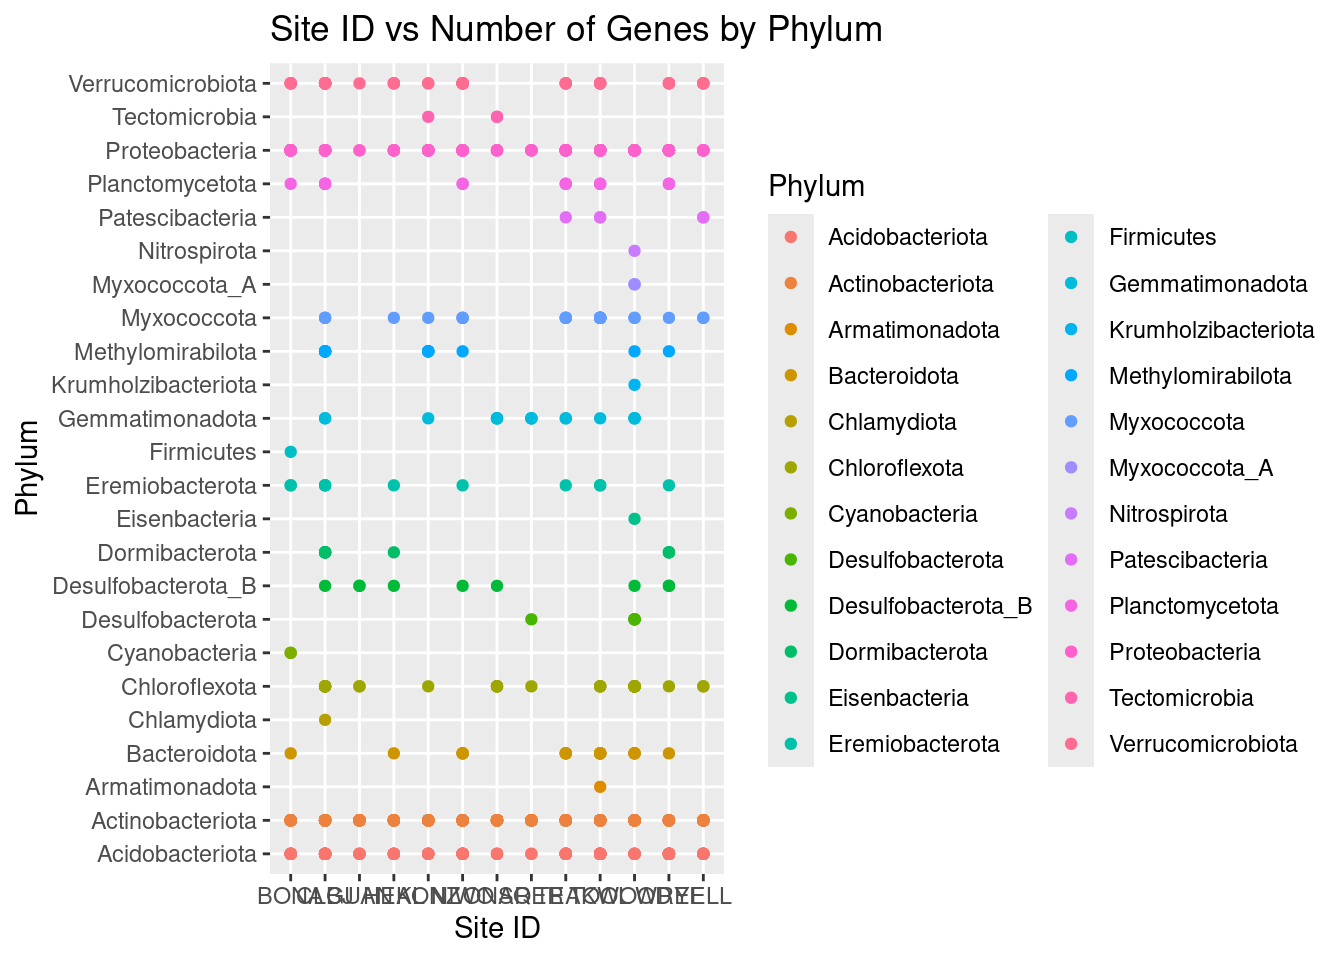 Site ID vs Number of Genes by Phylum
Verrucomicrobiota
Tectomicrobia
Proteobacteria
Planctomycetota
Patescibacteria
Nitrospirota
Myxococcota_A
Myxococcota
Methylomirabilota
Krumholzibacteriota
Gemmatimonadota
Firmicutes
Eremiobacterota
Eisenbacteria
Dormibacterota
Desulfobacterota_B
Desulfobacterota
Cyanobacteria
Chloroflexota
Chlamydiota
Bacteroidota
Armatimonadota
Actinobacteriota
Acidobacteriota
Phylum
Site ID
Phylum
Acidobacteriota
Actinobacteriota
Armatimonadota
Bacteroidota
Chlamydiota
Chloroflexota
Cyanobacteria
Desulfobacterota
Desulfobacterota_B
Dormibacterota
Eisenbacteria
Eremiobacterota
Firmicutes
Gemmatimonadota
Krumholzibacteriota
Methylomirabilota
Myxococcota
Myxococcota_A
Nitrospirota
Patescibacteria
Planctomycetota
Proteobacteria
Tectomicrobia
Verrucomicrobiota